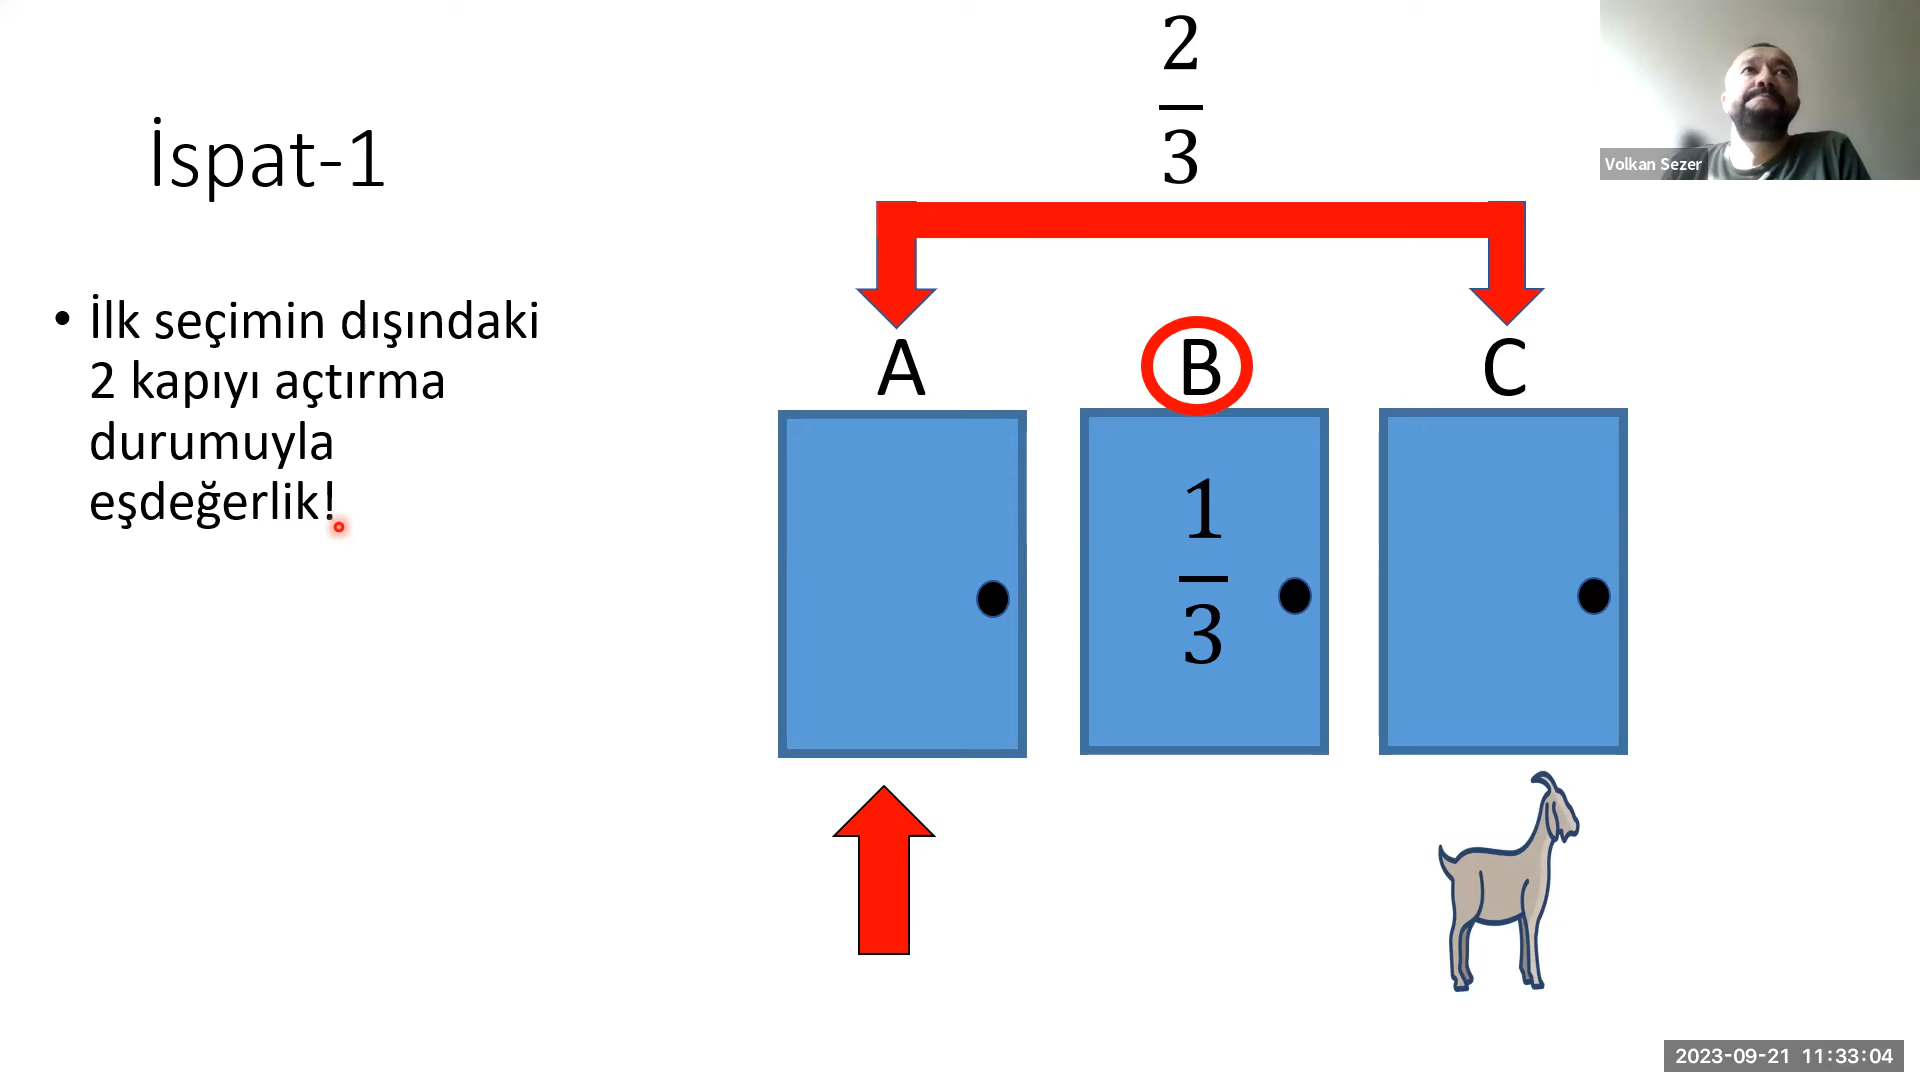 2
3
Volkan Sezer
İspat-1
• İlk seçimin dışındaki
2 kapıyı açtırma
durumuyla
eşdeğerlik!
A
B
C
1
3
2023-09-21 11:33:04